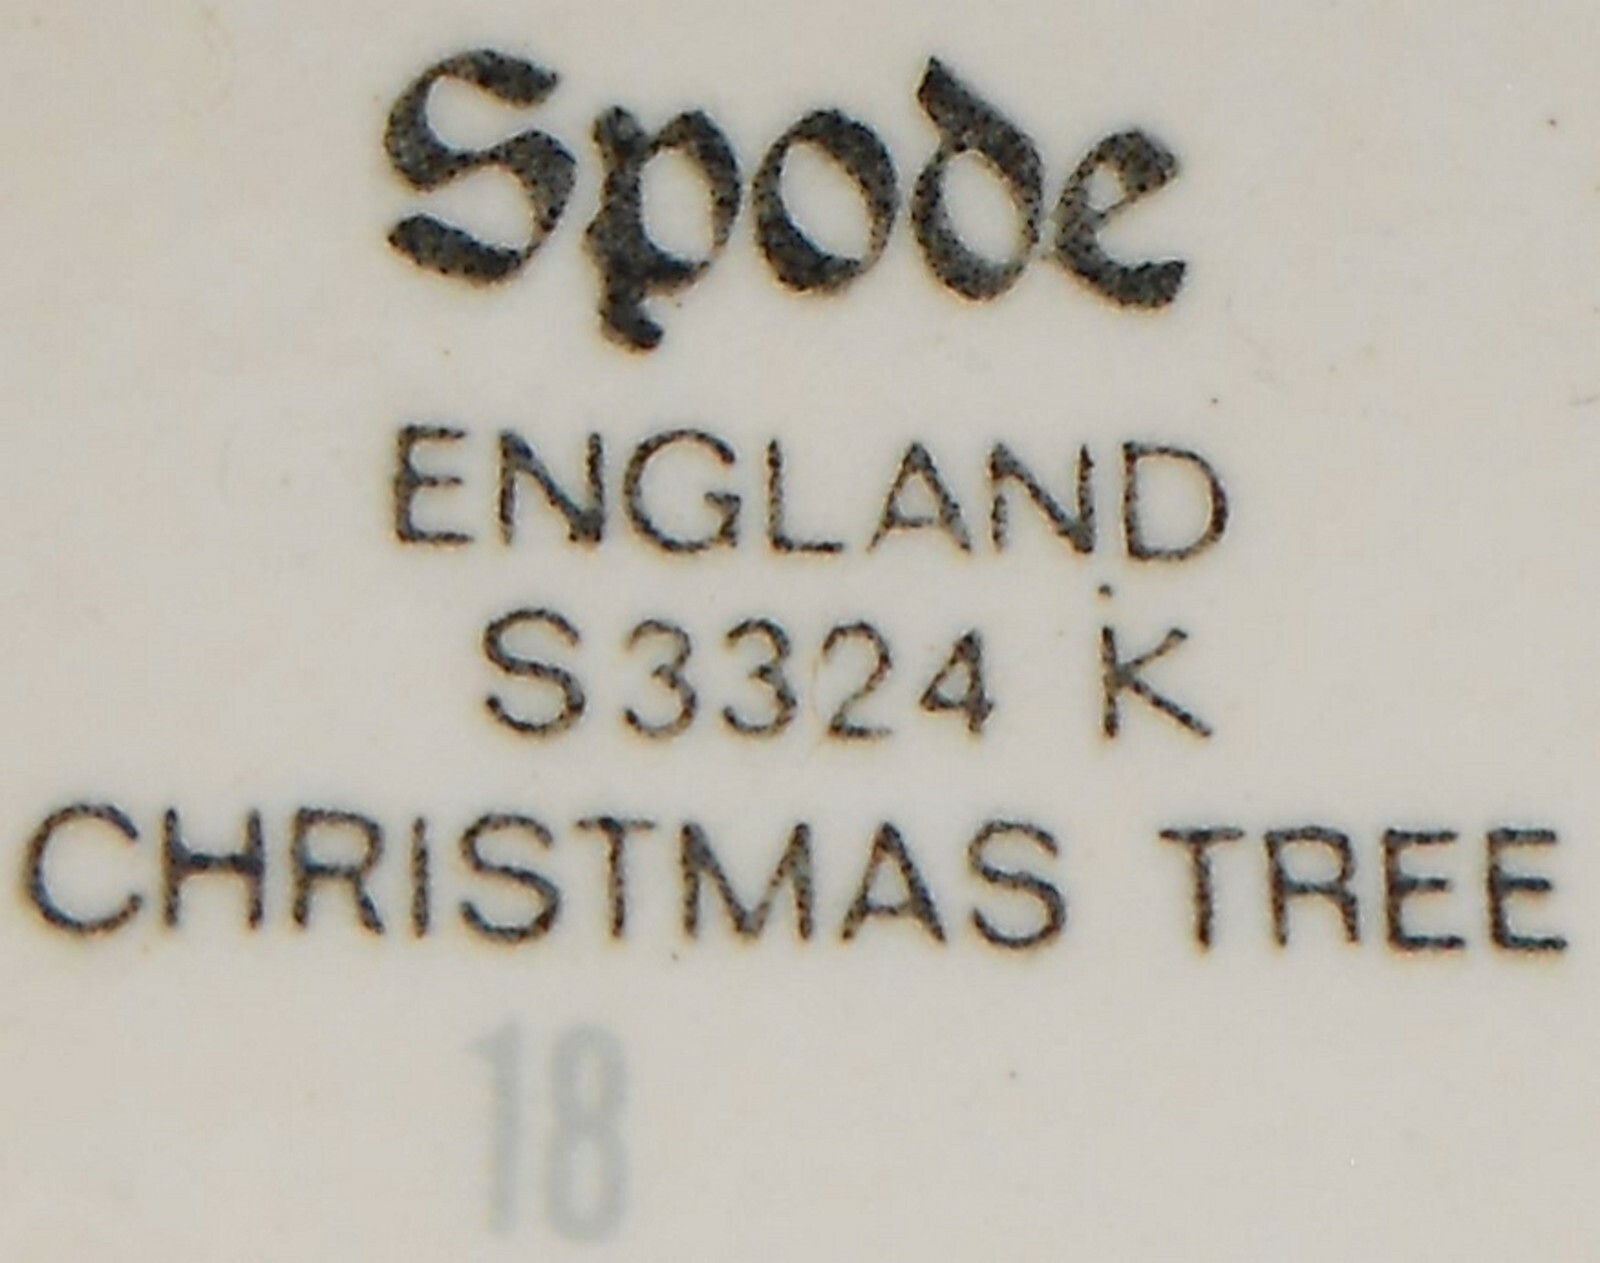 Spode
ENGLAND
S3324 K
CHRISTMAS TREE
18